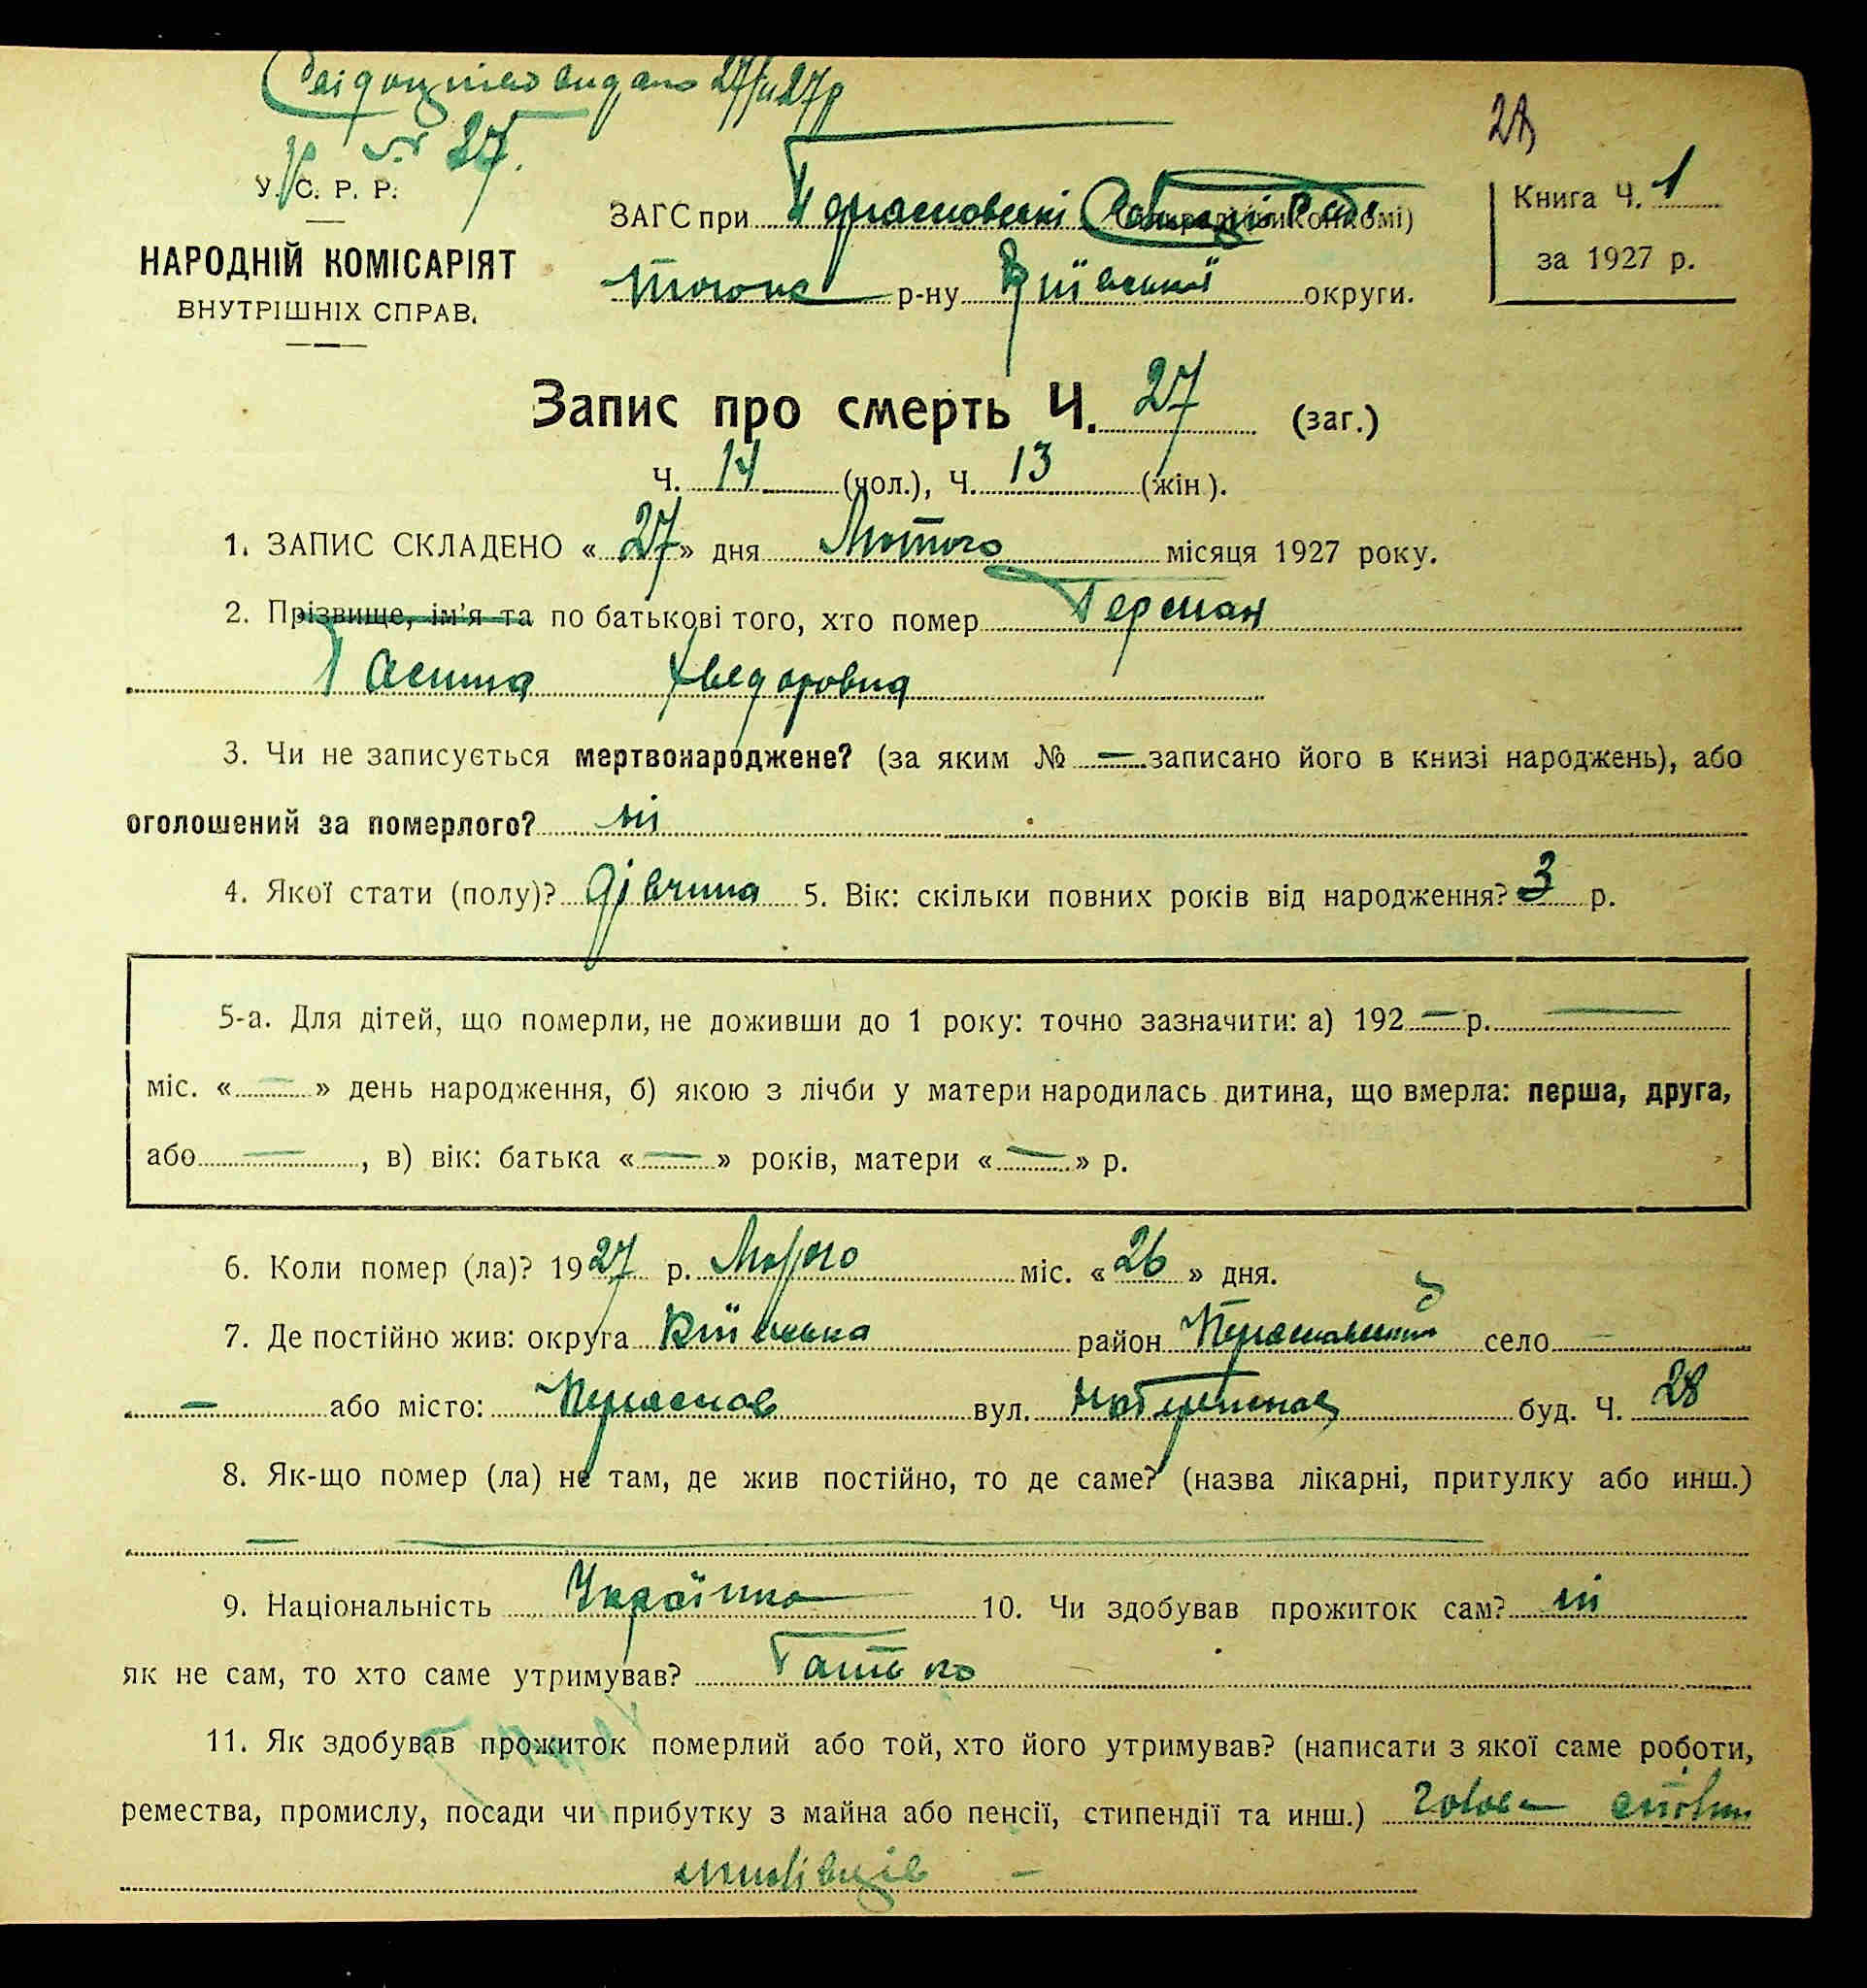 Свідоцтво видано 27/II 27 р
№ 27.
28
У. С. Р. Р.
НАРОДНІЙ КОМІСАРІЯТ
ВНУТРІШНІХ СПРАВ.
ЗАГС при
р-ну Київської округи.
Книга Ч. 1
за 1927 р.
Запис про смерть Ч. 27 (заг.)
Ч. 14 (чол.), Ч. 13 (жін).
1. ЗАПИС СКЛАДЕНО « 27 » дня Лютого місяця 1927 року.
2. Прізвище, ім'я та по батькові того, хто помер Герман
Хведоровна
3. Чи не записується мертвонароджене? (за яким № — записано його в книзі народжень), або
оголошений за померлого? ні
4. Якої стати (полу)? дівчина 5. Вік: скільки повних років від народження? 3 р.
5-а. Для дітей, що померли, не доживши до 1 року: точно зазначити: а) 192 — р. —
міс. « — » день народження, б) якою з лічби у матери народилась дитина, що вмерла: перша, друга,
або — , в) вік: батька « — » років, матери « — » р.
6. Коли помер (ла)? 1927 р. Лютого міс. « 26 » дня.
7. Де постійно жив: округа Київська район Переяславський село —
— або місто: Переяслав вул. буд. Ч. 28
8. Як-що помер (ла) не там, де жив постійно, то де саме? (назва лікарні, притулку або инш.)
— —
9. Національність Українка 10. Чи здобував прожиток сам? ні
як не сам, то хто саме утримував? Батько
11. Як здобував прожиток померлий або той, хто його утримував? (написати з якої саме роботи,
ремества, промислу, посади чи прибутку з майна або пенсії, стипендії та инш.)